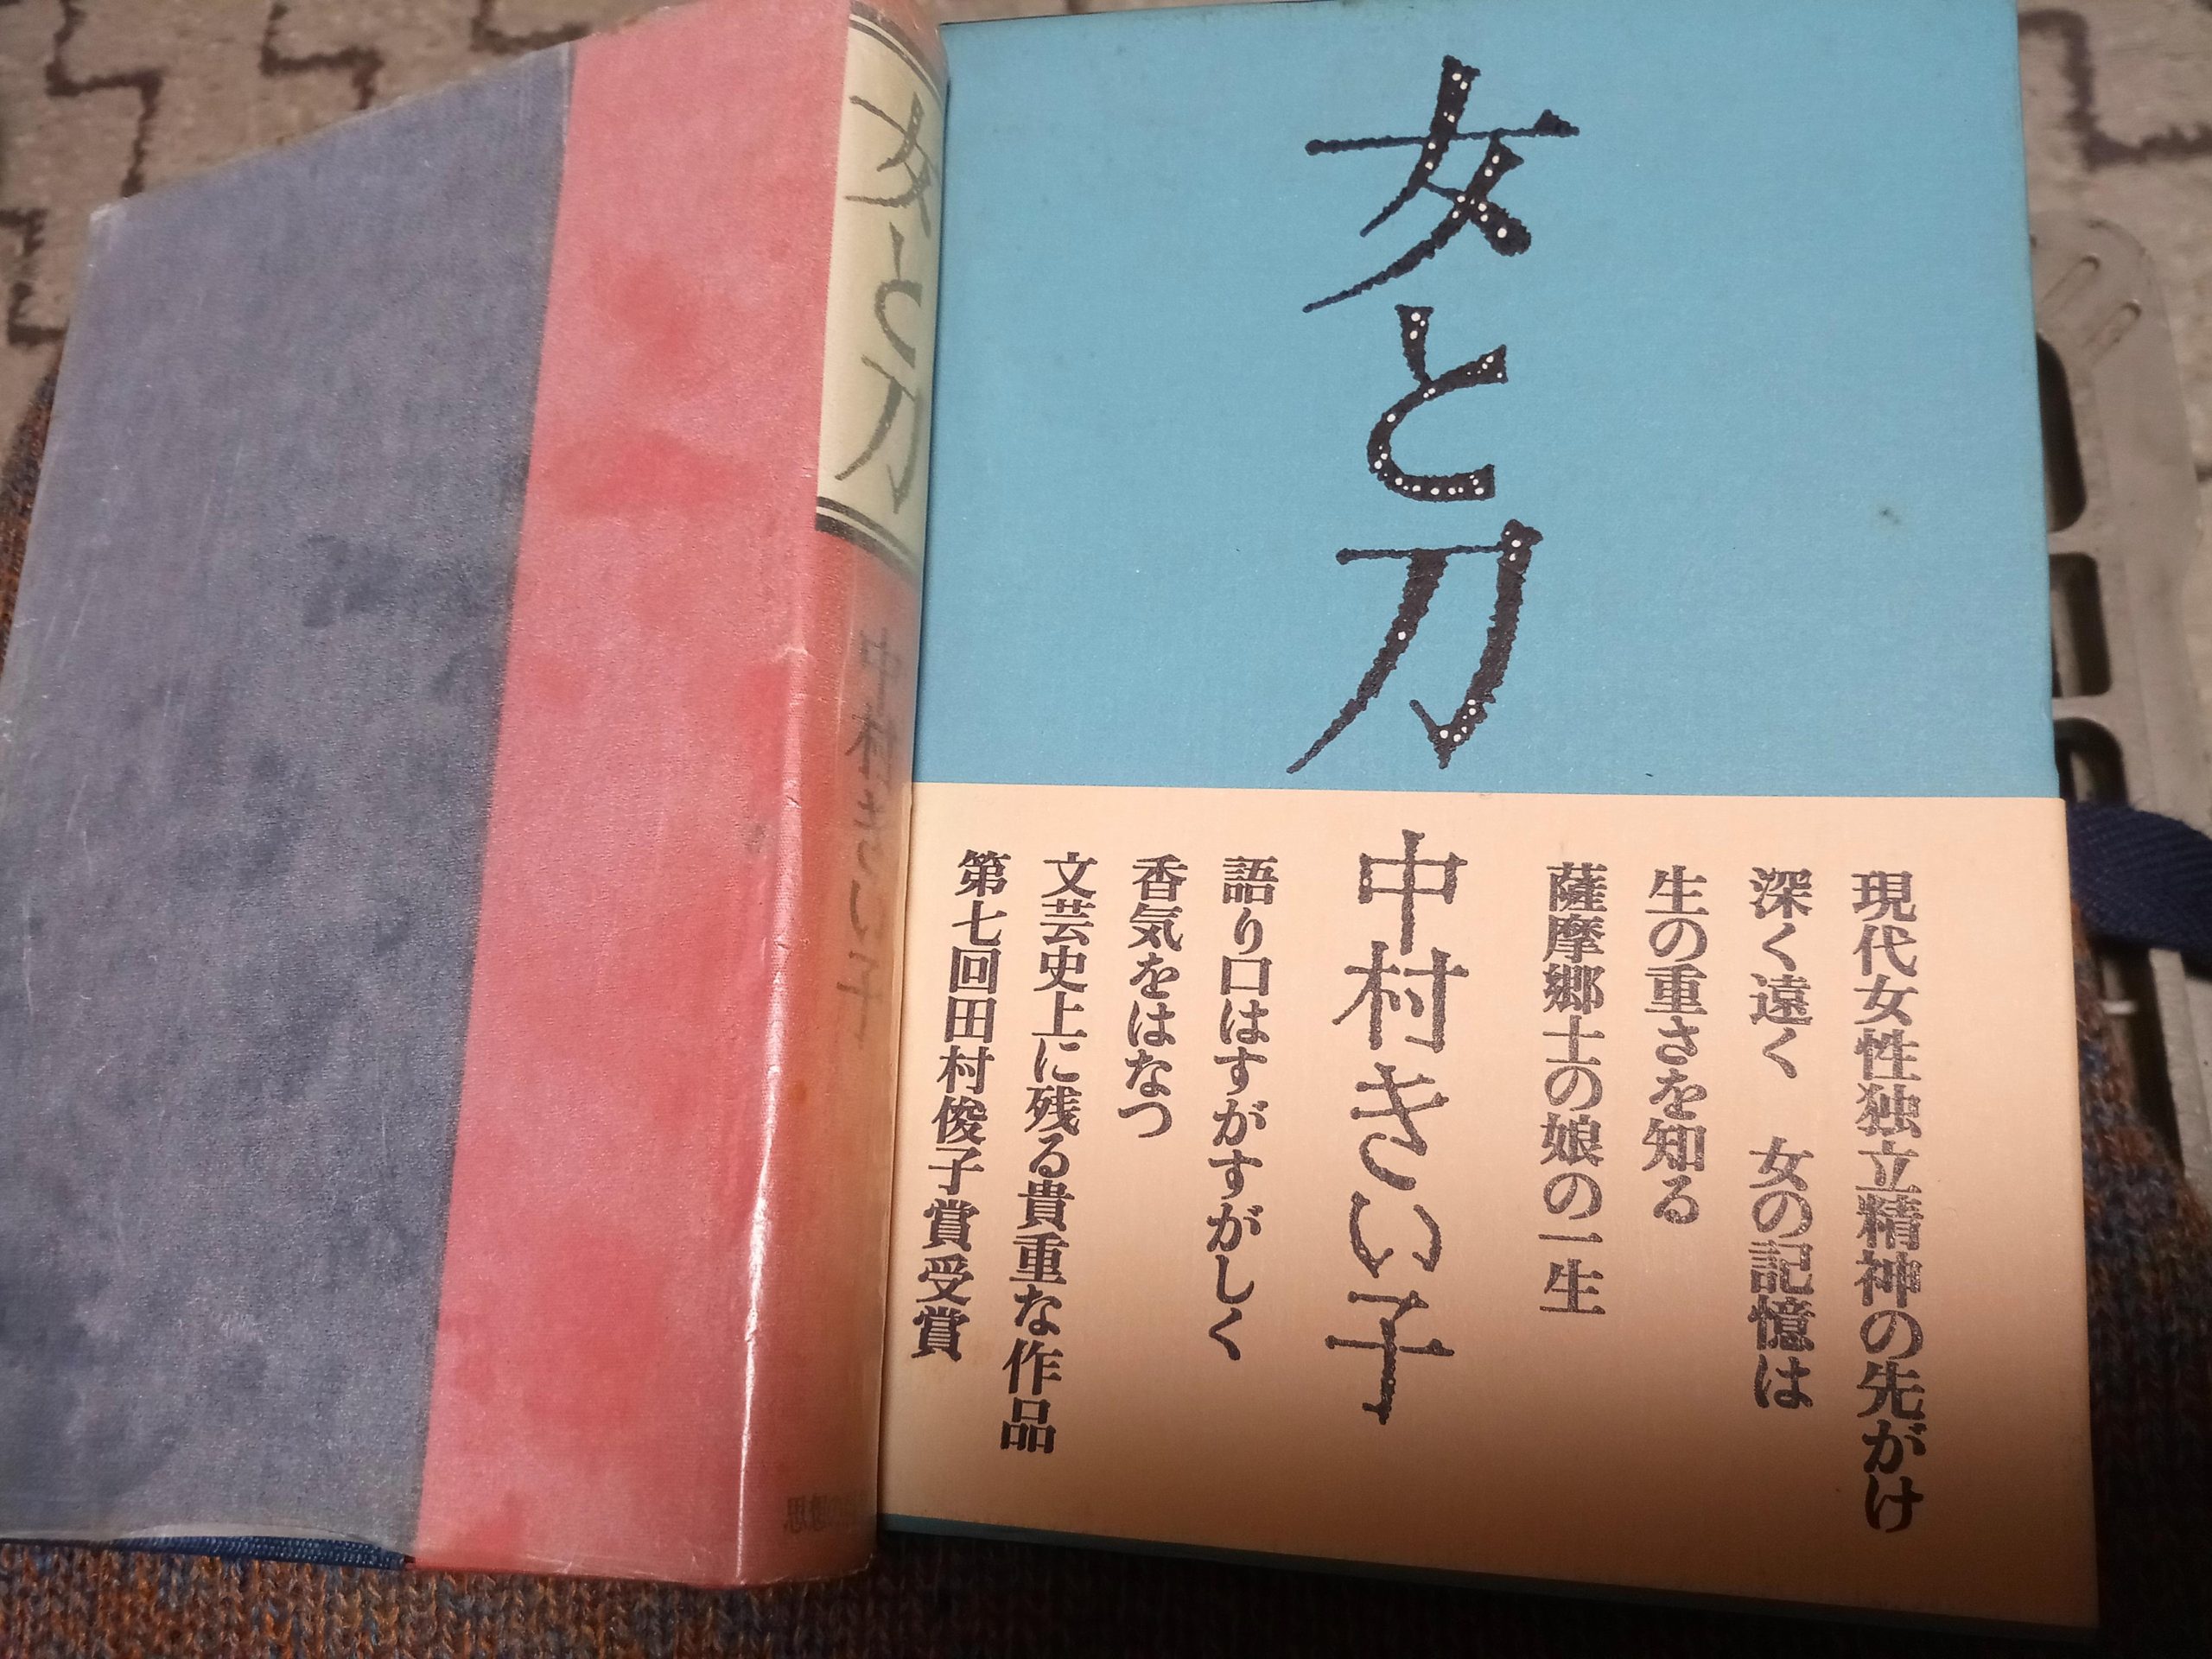 女と刀
現代女性独立精神の先がけ
深く遠く 女の記憶は
生の重さを知る
薩摩郷士の娘の一生
中村きい子
語り口はすがすがしく
香気をはなつ
文芸史上に残る貴重な作品
第七回田村俊子賞受賞
女と刀
中村きい子
思想の